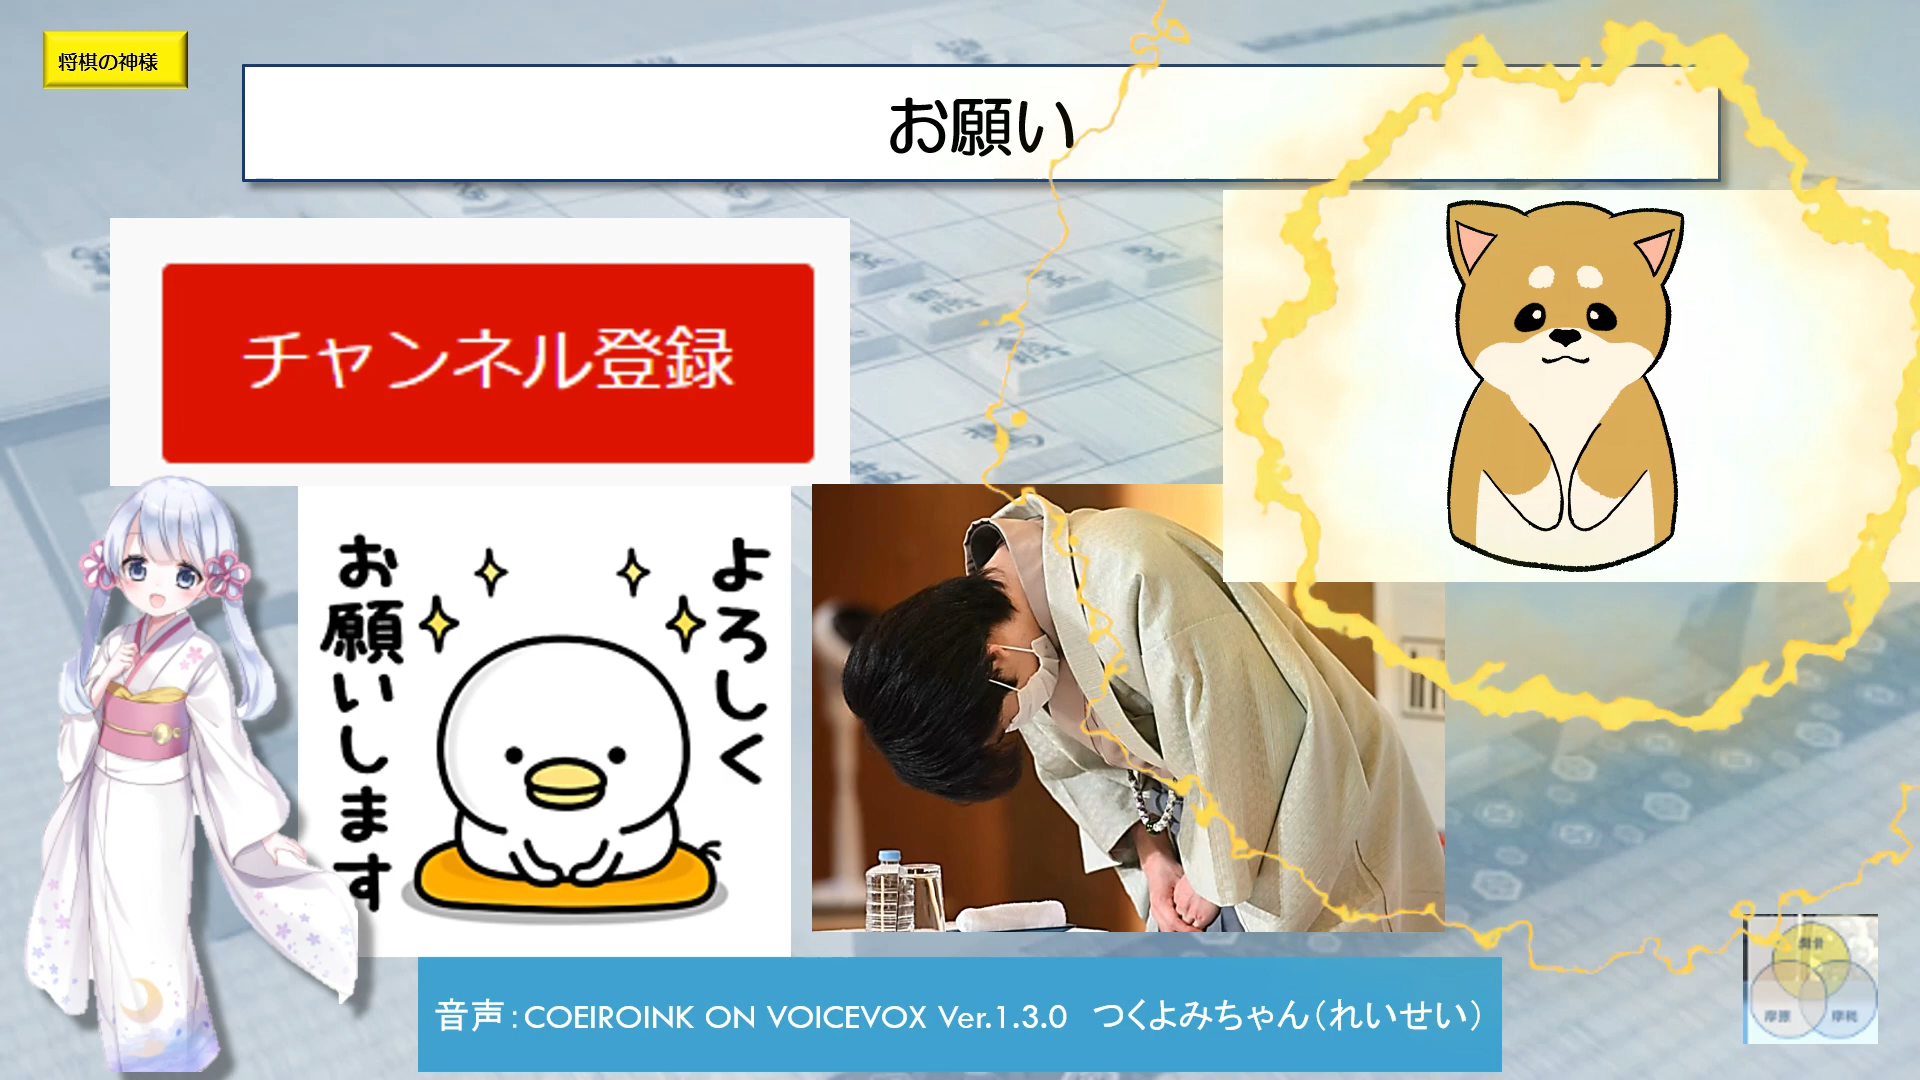 将棋の神様
お願い
チャンネル登録
よろしく
お願いします
音声：COEIROINK ON VOICEVOX Ver.1.3.0　つくよみちゃん（れいせい）